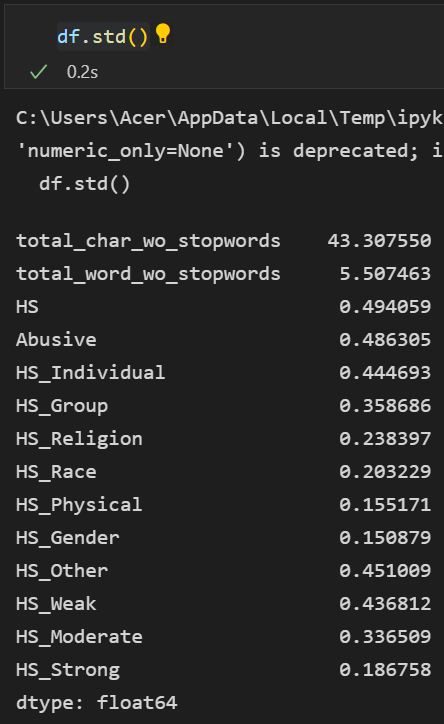 df.std()
0.2s
C:\Users\Acer\AppData\Local\Temp\ipyk
'numeric_only=None') is deprecated; i
df.std()
total_char_wo_stopwords 43.307550
total_word_wo_stopwords 5.507463
HS 0.494059
Abusive 0.486305
HS_Individual 0.444693
HS_Group 0.358686
HS_Religion 0.238397
HS_Race 0.203229
HS_Physical 0.155171
HS_Gender 0.150879
HS_Other 0.451009
HS_Weak 0.436812
HS_Moderate 0.336509
HS_Strong 0.186758
dtype: float64